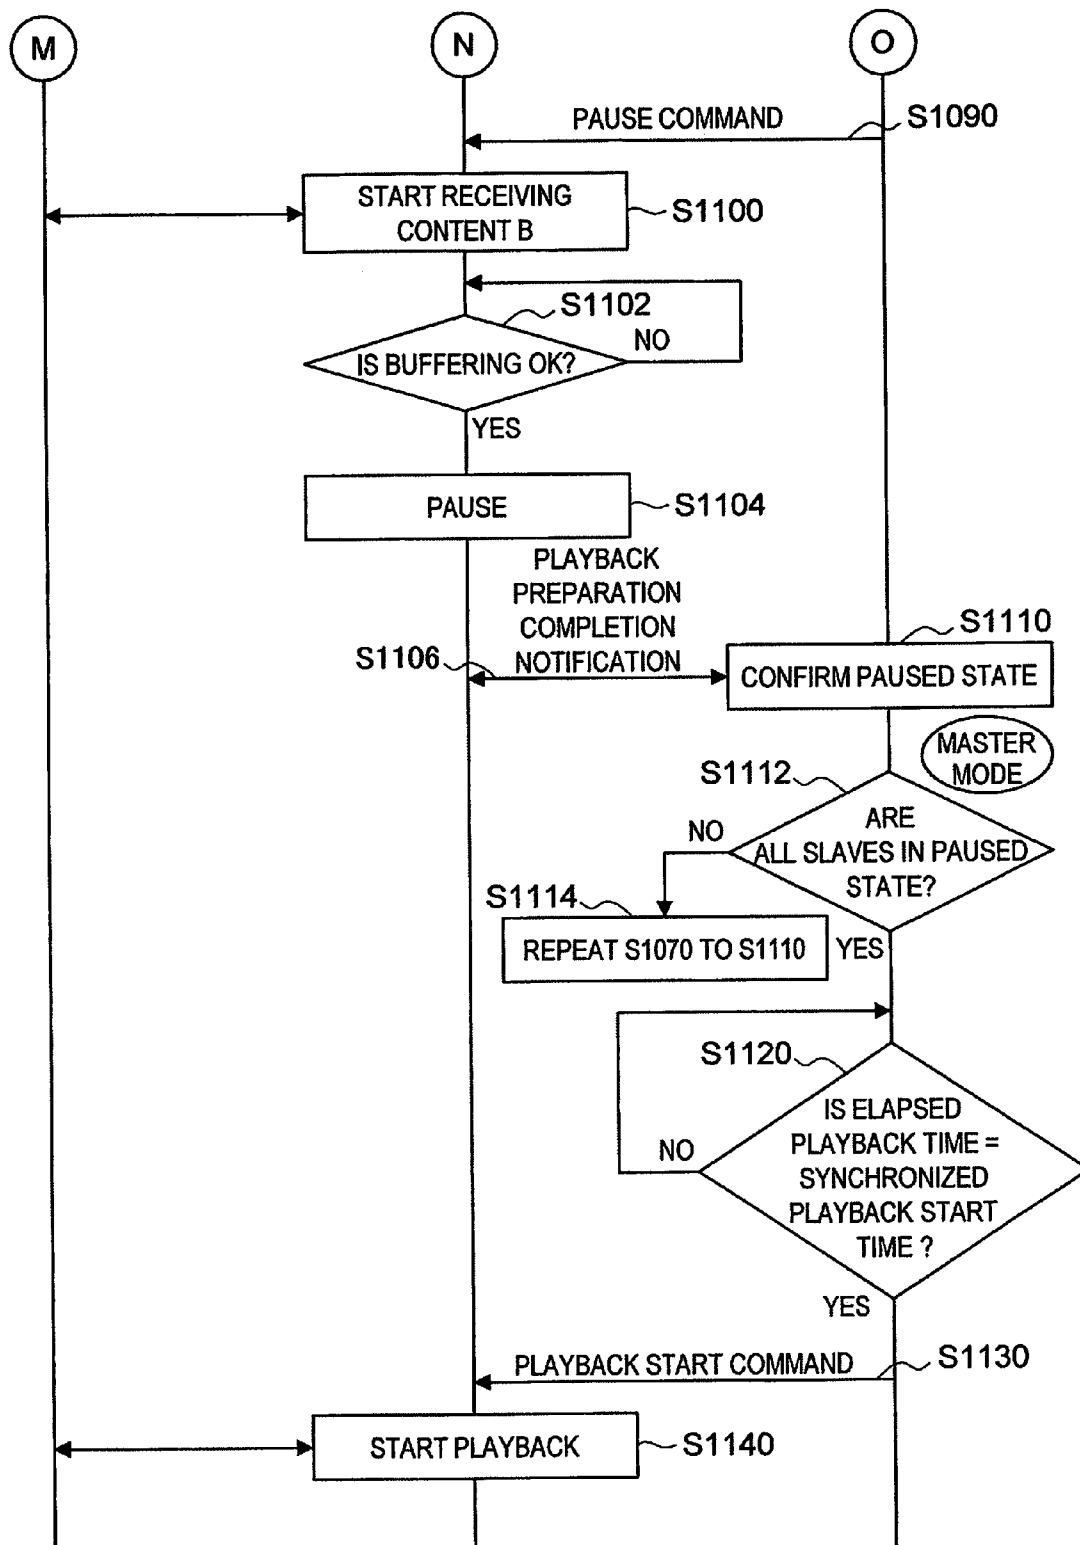 M
N
O
PAUSE COMMAND
S1090
START RECEIVING
CONTENT B
S1100
S1102
IS BUFFERING OK?
NO
YES
PAUSE
S1104
PLAYBACK
PREPARATION
COMPLETION
NOTIFICATION
S1106
S1110
CONFIRM PAUSED STATE
MASTER
MODE
S1112
ARE
ALL SLAVES IN PAUSED
STATE?
NO
S1114
REPEAT S1070 TO S1110
YES
S1120
IS ELAPSED
PLAYBACK TIME =
SYNCHRONIZED
PLAYBACK START
TIME ?
NO
YES
PLAYBACK START COMMAND
S1130
START PLAYBACK
S1140